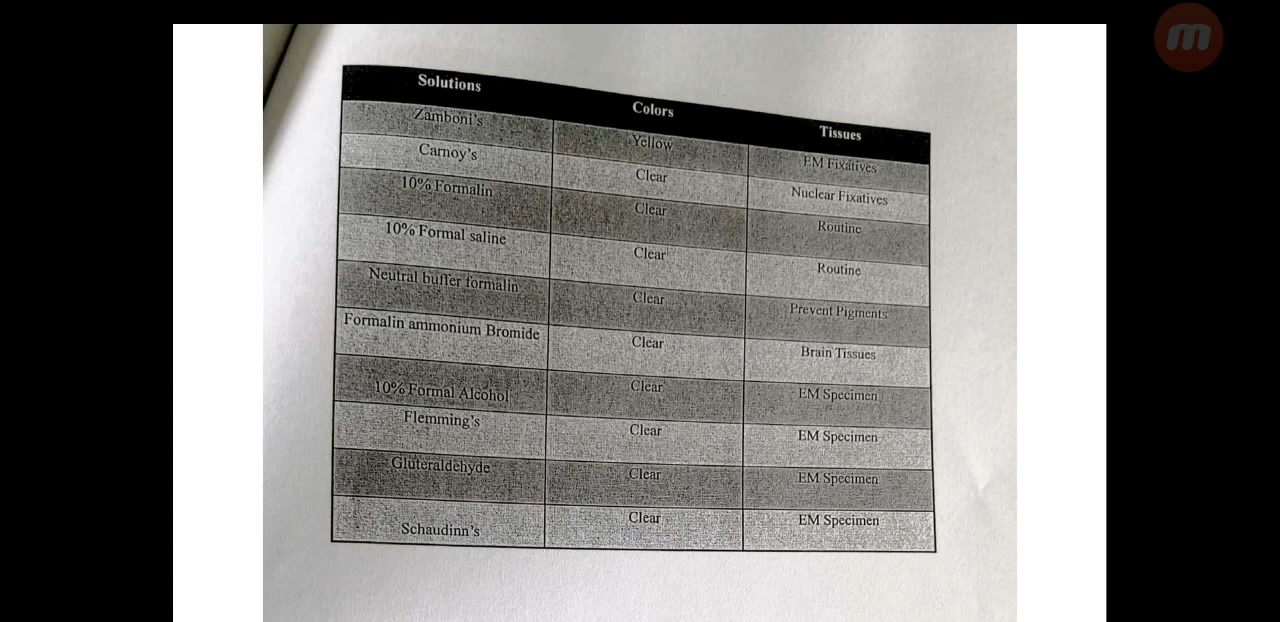 Solutions Colors Tissues
Zamboni's Yellow EM Fixatives
Carnoy's Clear Nuclear Fixatives
10% Formalin Clear Routine
10% Formal saline Clear Routine
Neutral buffer formalin Clear Prevent Pigments
Formalin ammonium Bromide Clear Brain Tissues
10% Formal Alcohol Clear EM Specimen
Flemming's Clear EM Specimen
Gluteraldehyde Clear EM Specimen
Schaudinn's Clear EM Specimen
m